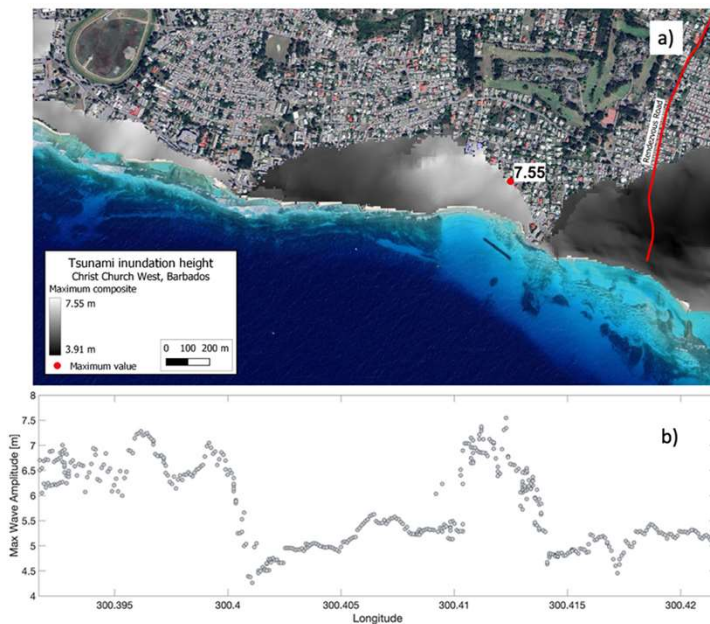 a)
Rendezvous Road
7.55
Tsunami inundation height
Christ Church West, Barbados
Maximum composite
7.55 m
3.91 m
0 100 200 m
Maximum value
b)
Max Wave Amplitude [m]
8
7.5
7
6.5
6
5.5
5
4.5
4
300.395
300.4
300.405
300.41
300.415
300.42
Longitude